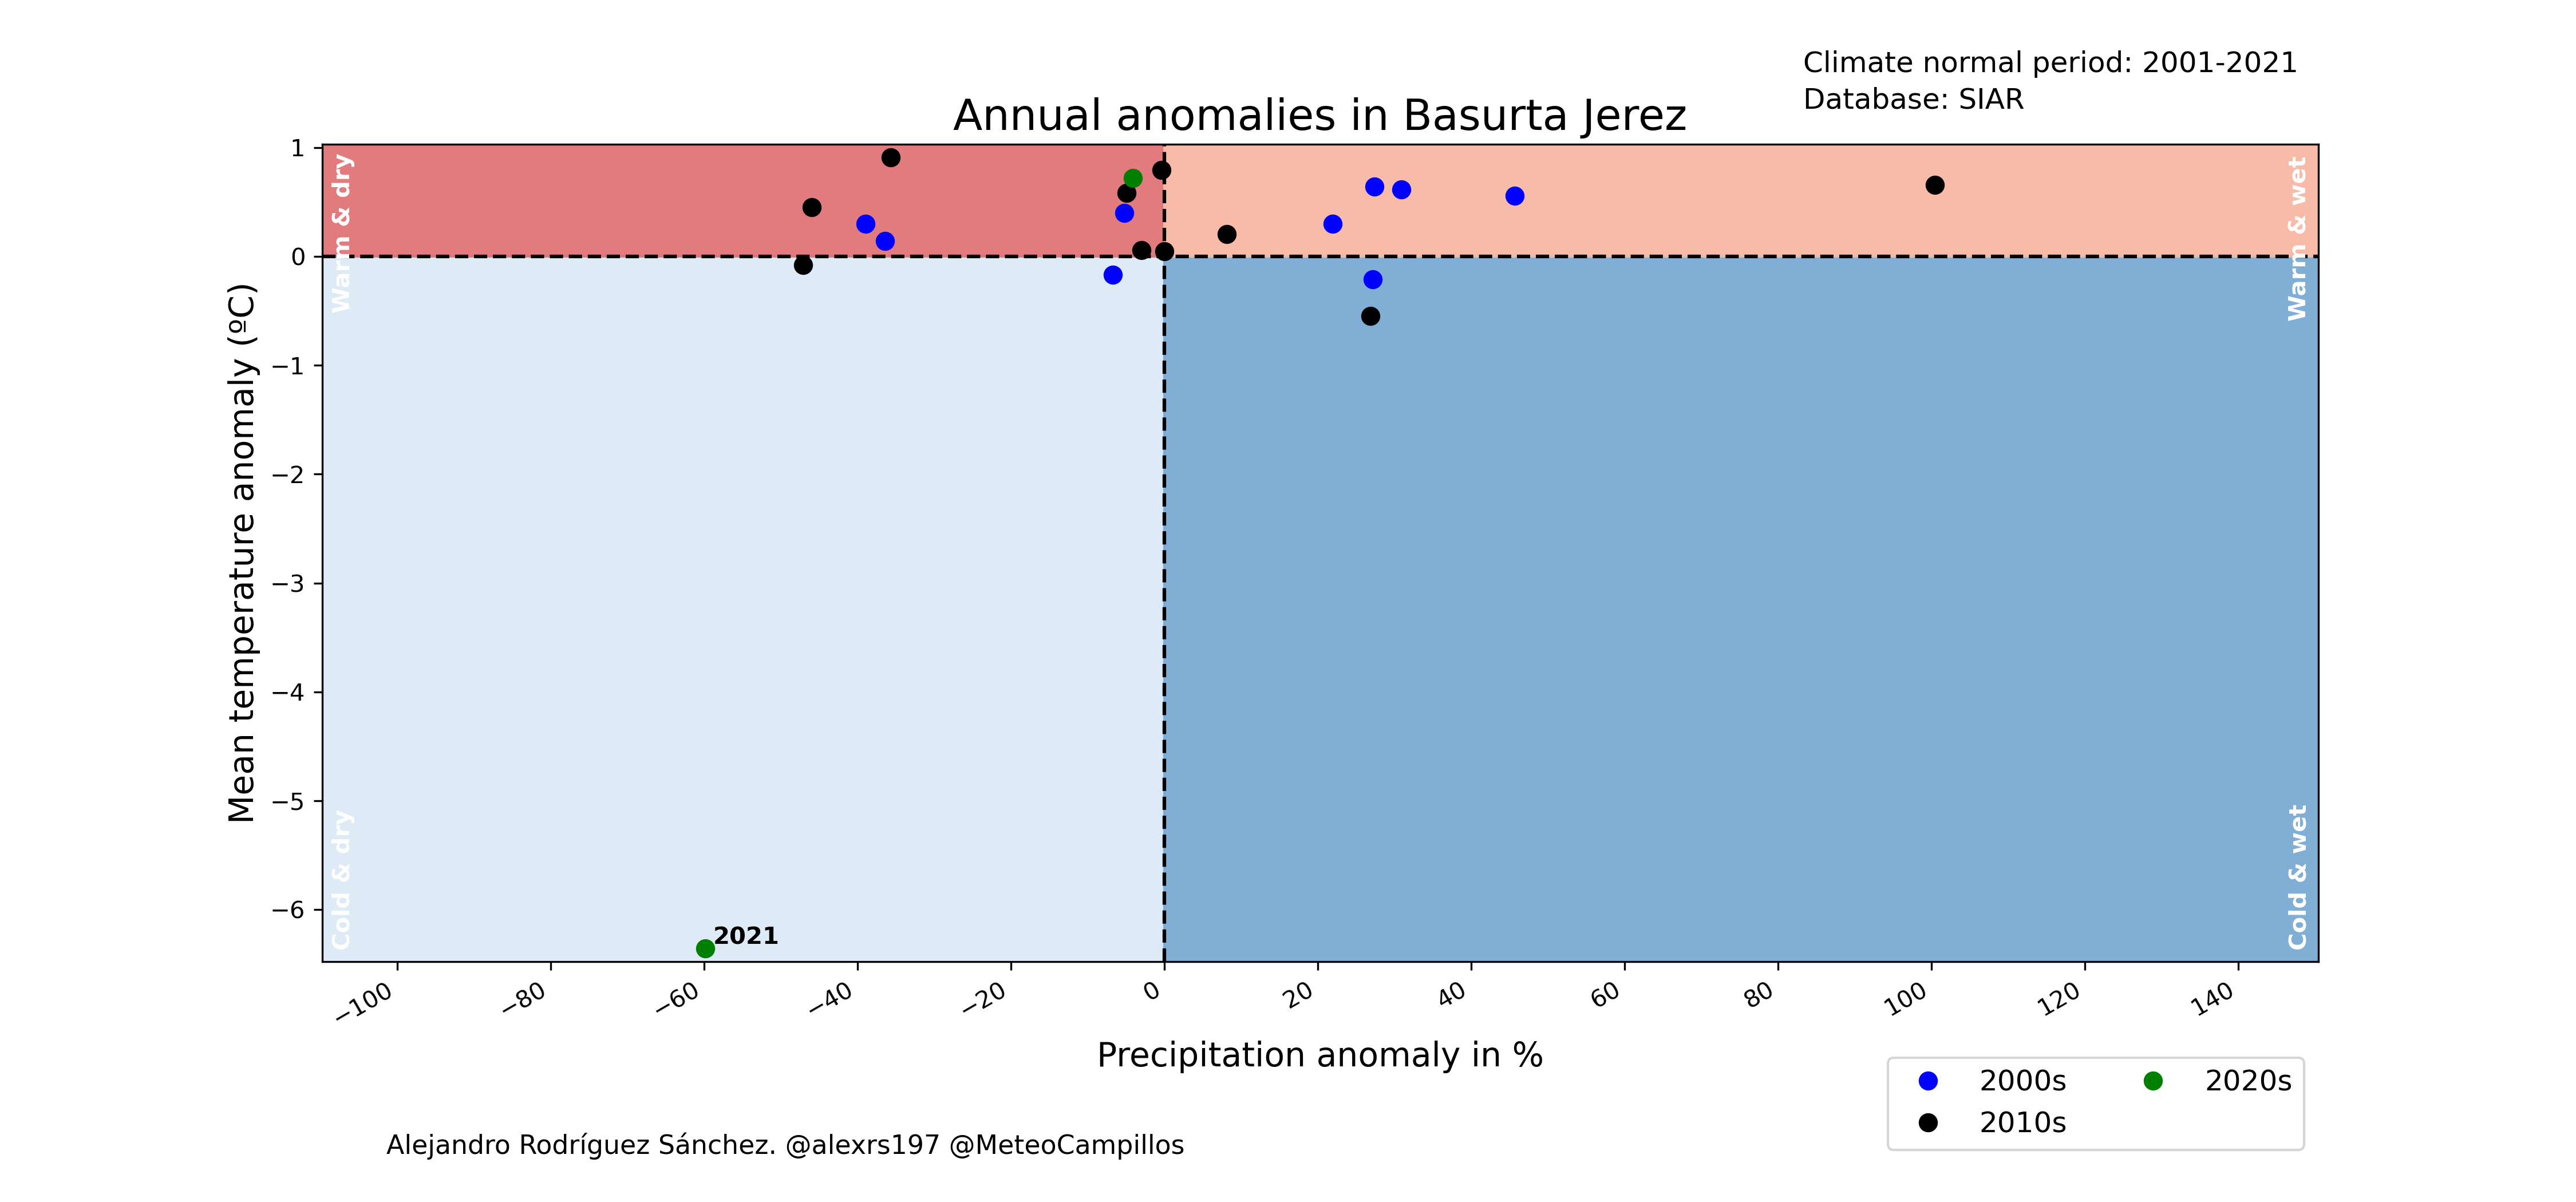 Climate normal period: 2001-2021
Database: SIAR
Annual anomalies in Basurta Jerez
Warm & dry
Warm & wet
Cold & dry
Cold & wet
Mean temperature anomaly (ºC)
1
0
−1
−2
−3
−4
−5
−6
2021
−100
−80
−60
−40
−20
0
20
40
60
80
100
120
140
Precipitation anomaly in %
2000s
2010s
2020s
Alejandro Rodríguez Sánchez. @alexrs197 @MeteoCampillos